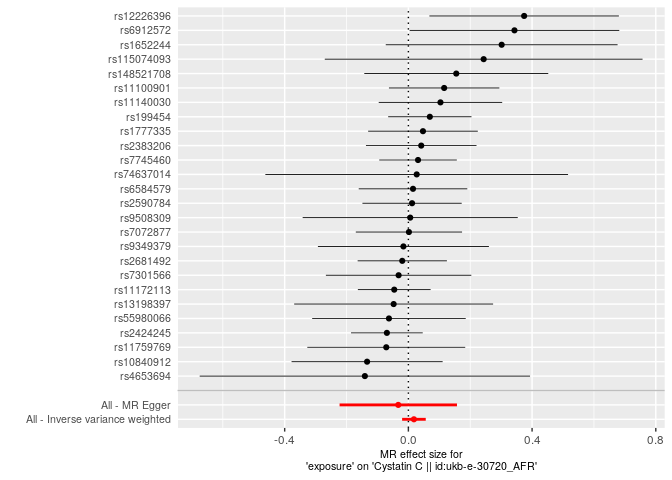 rs12226396
rs6912572
rs1652244
rs115074093
rs148521708
rs11100901
rs11140030
rs199454
rs1777335
rs2383206
rs7745460
rs74637014
rs6584579
rs2590784
rs9508309
rs7072877
rs9349379
rs2681492
rs7301566
rs11172113
rs13198397
rs55980066
rs2424245
rs11759769
rs10840912
rs4653694
All - MR Egger
All - Inverse variance weighted
-0.4 0.0 0.4 0.8
MR effect size for
'exposure' on 'Cystatin C || id:ukb-e-30720_AFR'